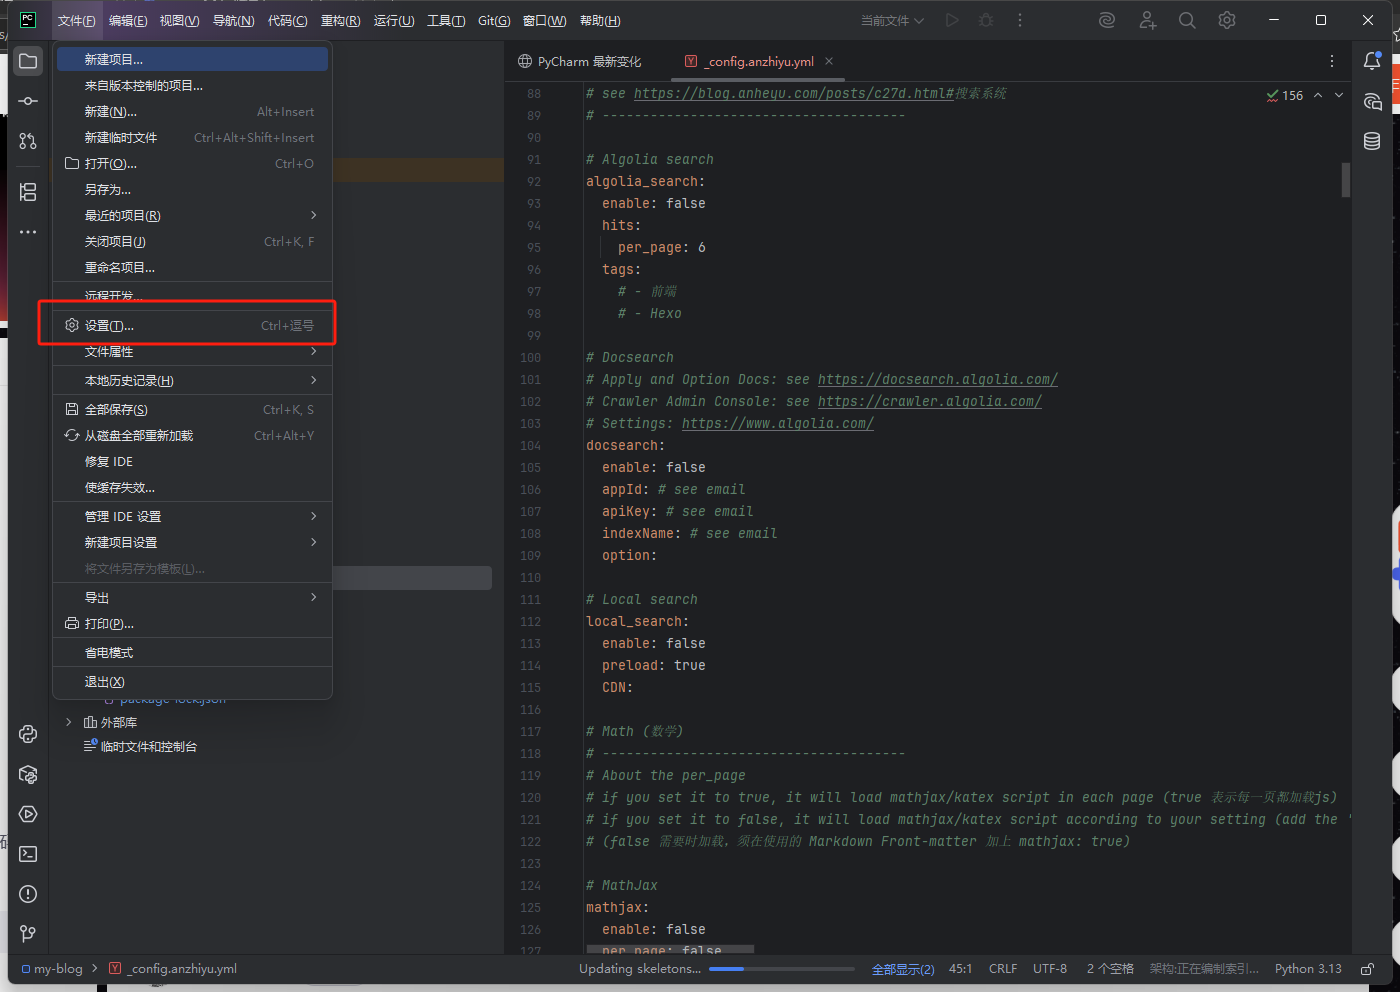 PC
文件(F) 编辑(E) 视图(V) 导航(N) 代码(C) 重构(R) 运行(U) 工具(T) Git(G) 窗口(W) 帮助(H) 当前文件
新建项目...
来自版本控制的项目...
新建(N)... Alt+Insert
新建临时文件 Ctrl+Alt+Shift+Insert
打开(O)... Ctrl+O
另存为...
最近的项目(R)
关闭项目(J) Ctrl+K, F
重命名项目...
远程开发...
设置(T)... Ctrl+逗号
文件属性
本地历史记录(H)
全部保存(S) Ctrl+K, S
从磁盘全部重新加载 Ctrl+Alt+Y
修复 IDE
使缓存失效...
管理 IDE 设置
新建项目设置
将文件另存为模板(L)...
导出
打印(P)...
省电模式
退出(X)
package-lock.json
外部库
临时文件和控制台
PyCharm 最新变化 _config.anzhiyu.yml
156
88 # see https://blog.anheyu.com/posts/c27d.html#搜索系统
89 # --------------------------------------
90
91 # Algolia search
92 algolia_search:
93 enable: false
94 hits:
95 per_page: 6
96 tags:
97 # - 前端
98 # - Hexo
99
100 # Docsearch
101 # Apply and Option Docs: see https://docsearch.algolia.com/
102 # Crawler Admin Console: see https://crawler.algolia.com/
103 # Settings: https://www.algolia.com/
104 docsearch:
105 enable: false
106 appId: # see email
107 apiKey: # see email
108 indexName: # see email
109 option:
110
111 # Local search
112 local_search:
113 enable: false
114 preload: true
115 CDN:
116
117 # Math (数学)
118 # --------------------------------------
119 # About the per_page
120 # if you set it to true, it will load mathjax/katex script in each page (true 表示每一页都加载js)
121 # if you set it to false, it will load mathjax/katex script according to your setting (add the '
122 # (false 需要时加载，须在使用的 Markdown Front-matter 加上 mathjax: true)
123
124 # MathJax
125 mathjax:
126 enable: false
127 per_page: false
my-blog _config.anzhiyu.yml Updating skeletons... 全部显示(2) 45:1 CRLF UTF-8 2 个空格 架构:正在编制索引... Python 3.13